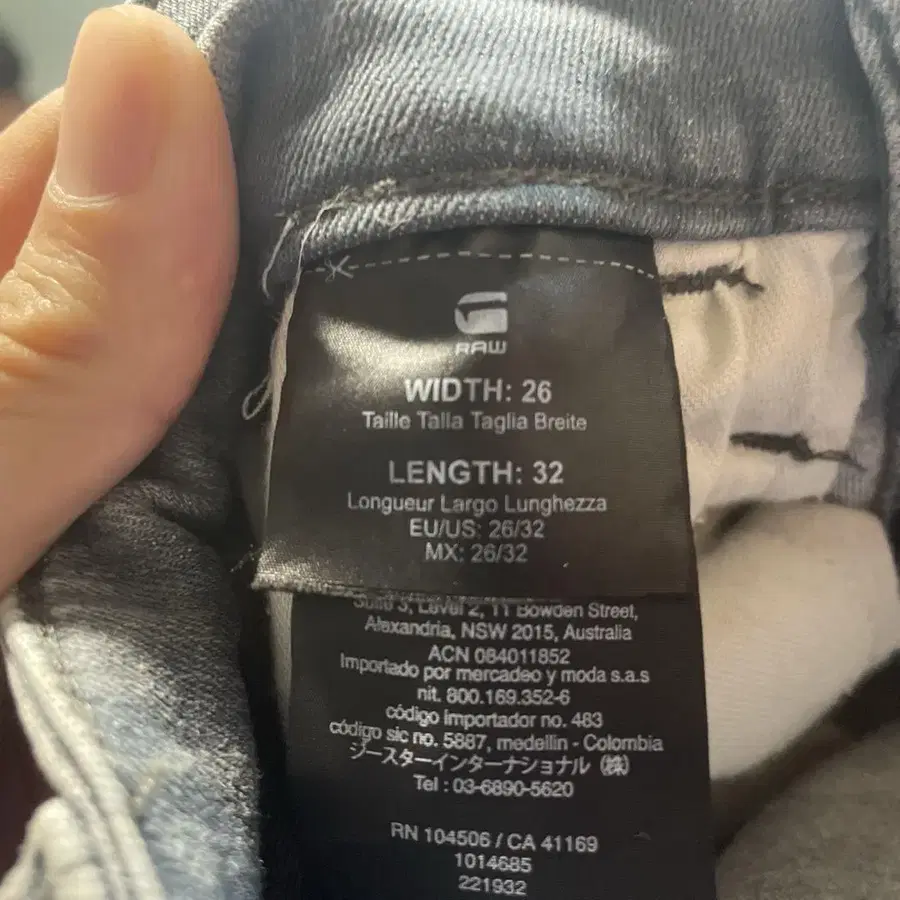 RAW
WIDTH: 26
Taille Talla Taglia Breite
LENGTH: 32
Longueur Largo Lunghezza
EU/US: 26/32
MX: 26/32
Suite 3, Level 2, 11 Bowden Street,
Alexandria, NSW 2015, Australia
ACN 084011852
Importado por mercadeo y moda s.a.s
nit. 800.169.352-6
código importador no. 483
código sic no. 5887, medellin - Colombia
ジースターインターナショナル (株)
Tel : 03-6890-5620
RN 104506 / CA 41169
1014685
221932